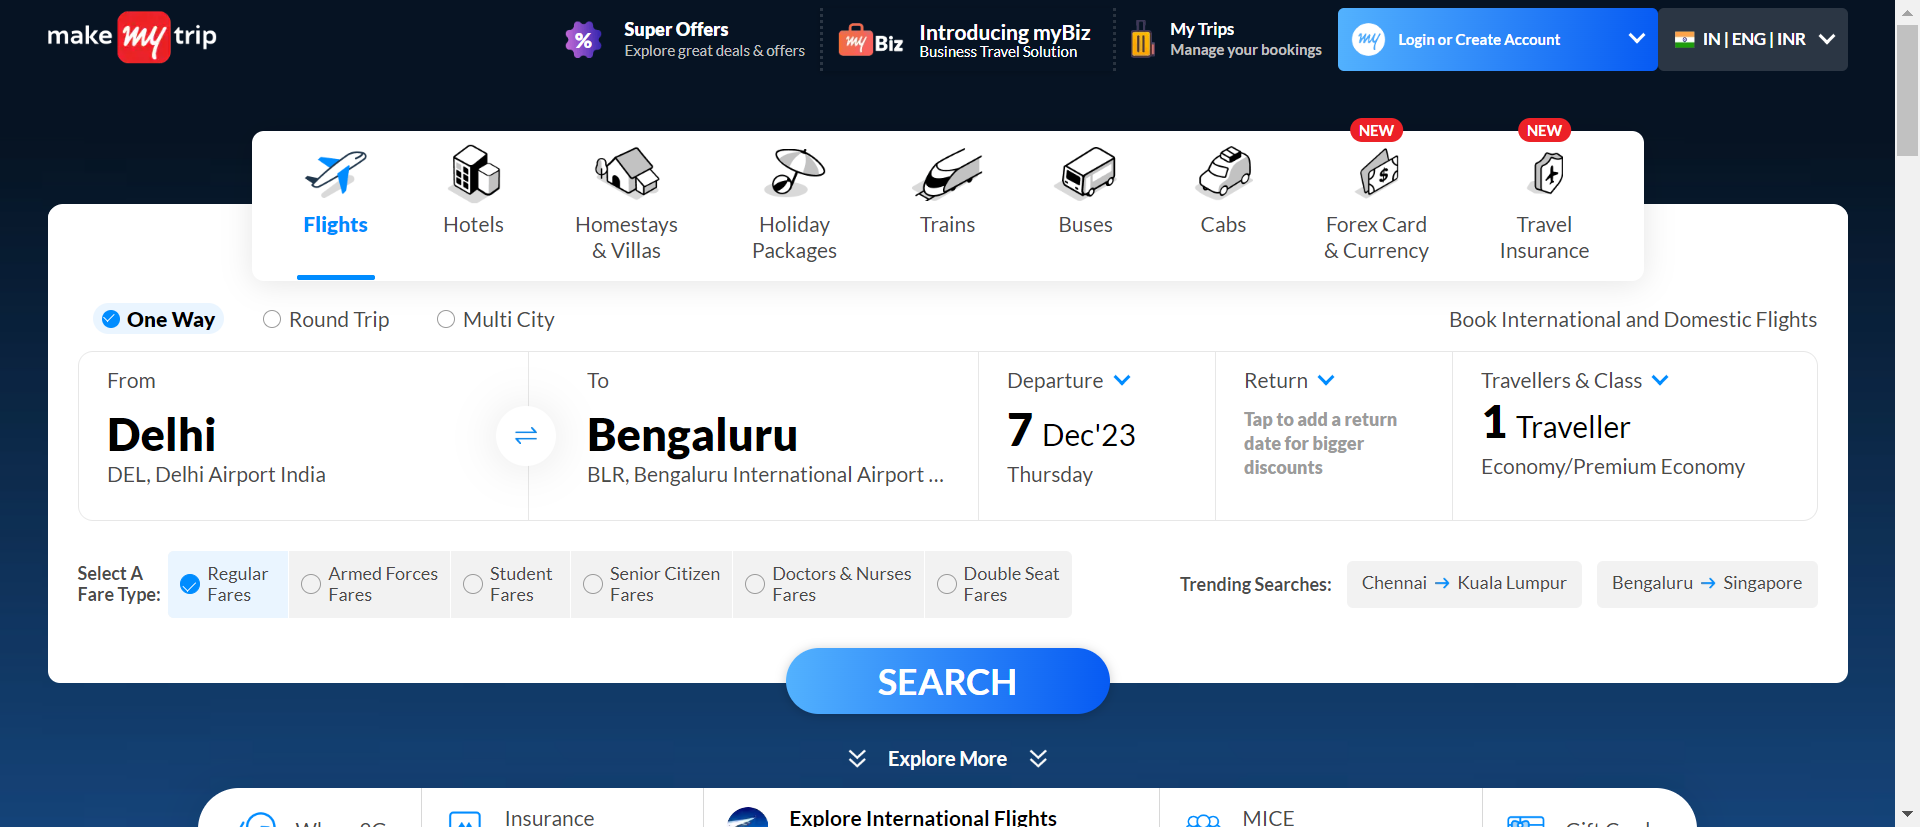 make my trip
%
Super Offers
Explore great deals & offers
my Biz
Introducing myBiz
Business Travel Solution
My Trips
Manage your bookings
my
Login or Create Account
IN | ENG | INR
NEW
NEW
Flights
Hotels
Homestays
& Villas
Holiday
Packages
Trains
Buses
Cabs
Forex Card
& Currency
Travel
Insurance
One Way
Round Trip
Multi City
Book International and Domestic Flights
From
Delhi
DEL, Delhi Airport India
To
Bengaluru
BLR, Bengaluru International Airport ...
Departure
7 Dec'23
Thursday
Return
Tap to add a return
date for bigger
discounts
Travellers & Class
1 Traveller
Economy/Premium Economy
Select A
Fare Type:
Regular
Fares
Armed Forces
Fares
Student
Fares
Senior Citizen
Fares
Doctors & Nurses
Fares
Double Seat
Fares
Trending Searches:
Chennai → Kuala Lumpur
Bengaluru → Singapore
SEARCH
Explore More
Insurance
Explore International Flights
MICE